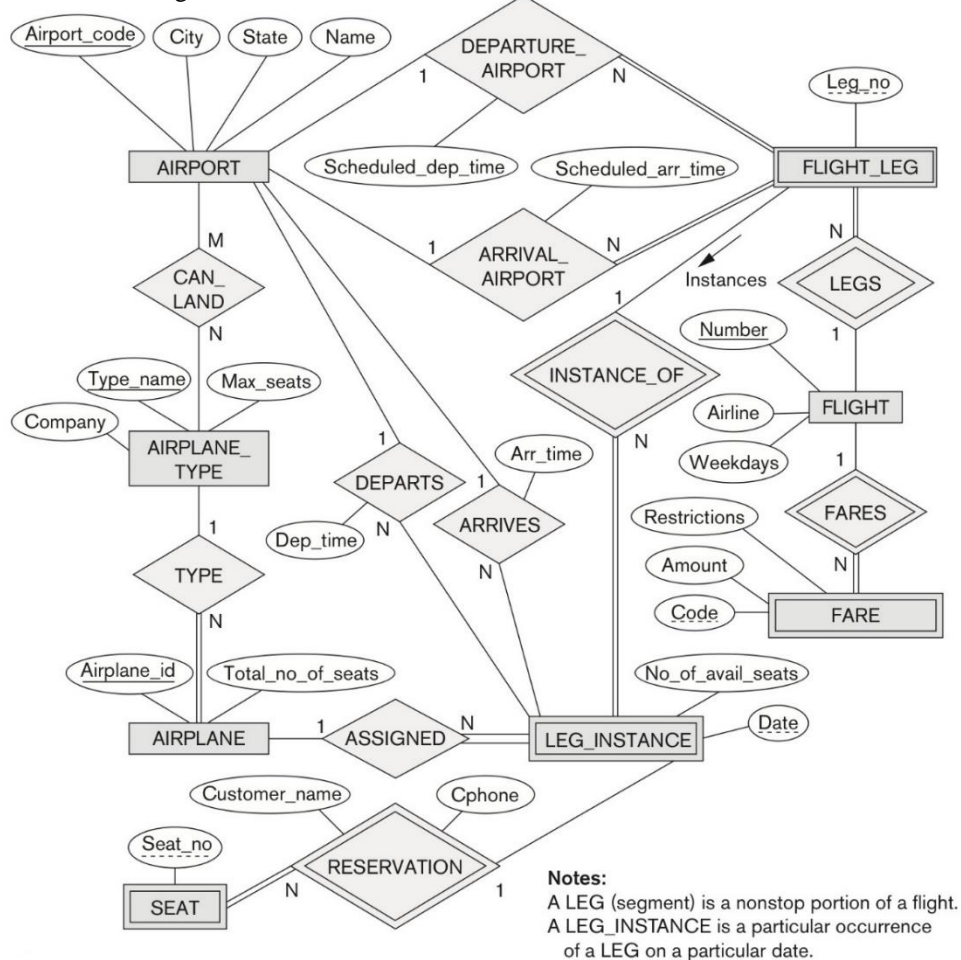 Airport_code
City
State
Name
DEPARTURE_
AIRPORT
1
N
Leg_no
AIRPORT
Scheduled_dep_time
Scheduled_arr_time
FLIGHT_LEG
M
1
ARRIVAL_
AIRPORT
N
N
CAN_
LAND
Instances
LEGS
N
1
1
Type_name
Max_seats
Number
INSTANCE_OF
Company
Airline
FLIGHT
AIRPLANE_
TYPE
1
Arr_time
N
Weekdays
1
DEPARTS
1
ARRIVES
Restrictions
FARES
1
Dep_time
N
TYPE
N
Amount
N
N
Code
FARE
Airplane_id
Total_no_of_seats
No_of_avail_seats
AIRPLANE
1
ASSIGNED
N
LEG_INSTANCE
Date
Customer_name
Cphone
Seat_no
RESERVATION
N
1
SEAT
Notes:
A LEG (segment) is a nonstop portion of a flight.
A LEG_INSTANCE is a particular occurrence
of a LEG on a particular date.